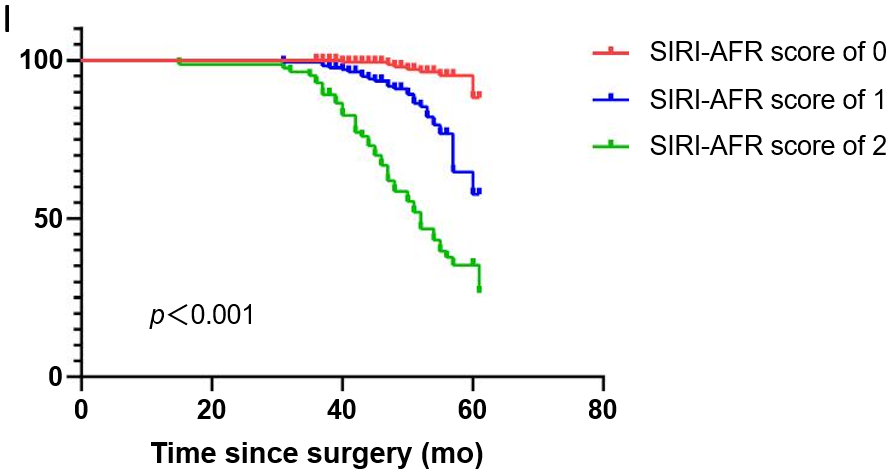 I
100
50
0
0 20 40 60 80
Time since surgery (mo)
p<0.001
SIRI-AFR score of 0
SIRI-AFR score of 1
SIRI-AFR score of 2